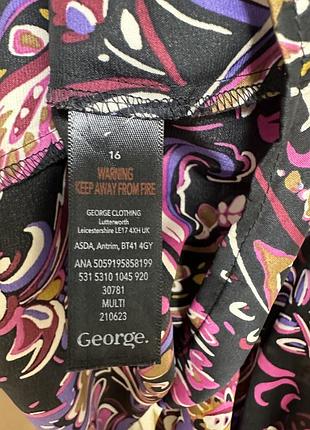 16
WARNING
KEEP AWAY FROM FIRE
GEORGE CLOTHING
Lutterworth
Leicestershire LE17 4XH UK
ASDA, Antrim, BT41 4GY
ANA 5059195858199
531 5310 1045 920
30781
MULTI
210623
George.